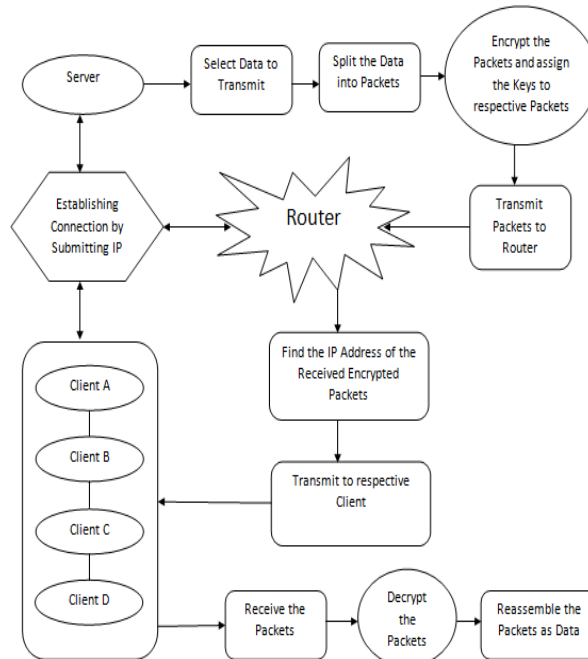 Server
Select Data to
Transmit
Split the Data
into Packets
Encrypt the
Packets and assign
the Keys to
respective Packets
Establishing
Connection by
Submitting IP
Router
Transmit
Packets to
Router
Find the IP Address of the
Received Encrypted
Packets
Client A
Client B
Client C
Client D
Transmit to respective
Client
Receive the
Packets
Decrypt
the
Packets
Reassemble the
Packets as Data